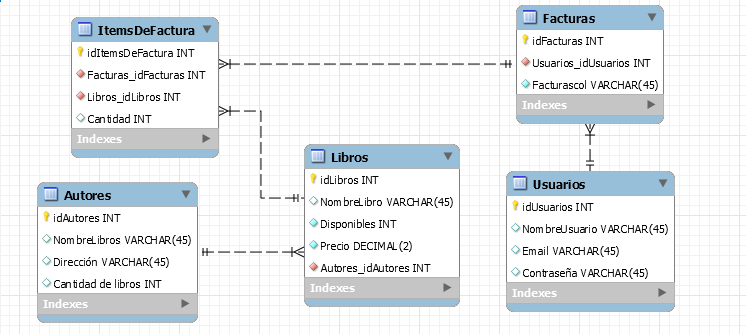 ItemsDeFactura
idItemsDeFactura INT
Facturas_idFacturas INT
Libros_idLibros INT
Cantidad INT
Indexes
Facturas
idFacturas INT
Usuarios_idUsuarios INT
Facturascol VARCHAR(45)
Indexes
Autores
idAutores INT
NombreLibros VARCHAR(45)
Dirección VARCHAR(45)
Cantidad de libros INT
Indexes
Libros
idLibros INT
NombreLibro VARCHAR(45)
Disponibles INT
Precio DECIMAL(2)
Autores_idAutores INT
Indexes
Usuarios
idUsuarios INT
NombreUsuario VARCHAR(45)
Email VARCHAR(45)
Contraseña VARCHAR(45)
Indexes